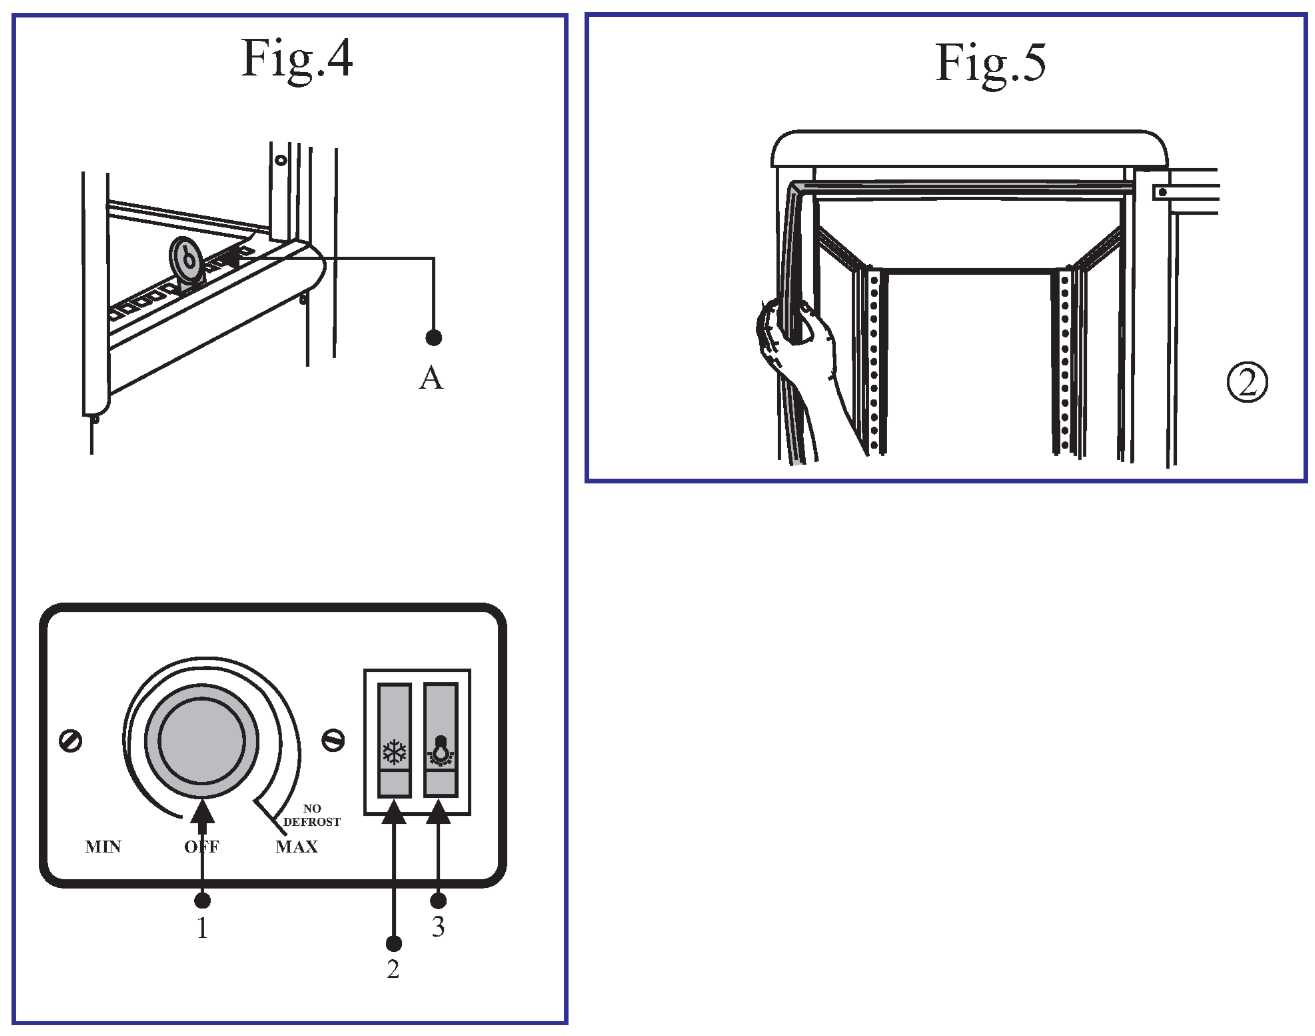 Fig.4
A
NO
DEFROST
MIN OFF MAX
1
3
2
Fig.5
2